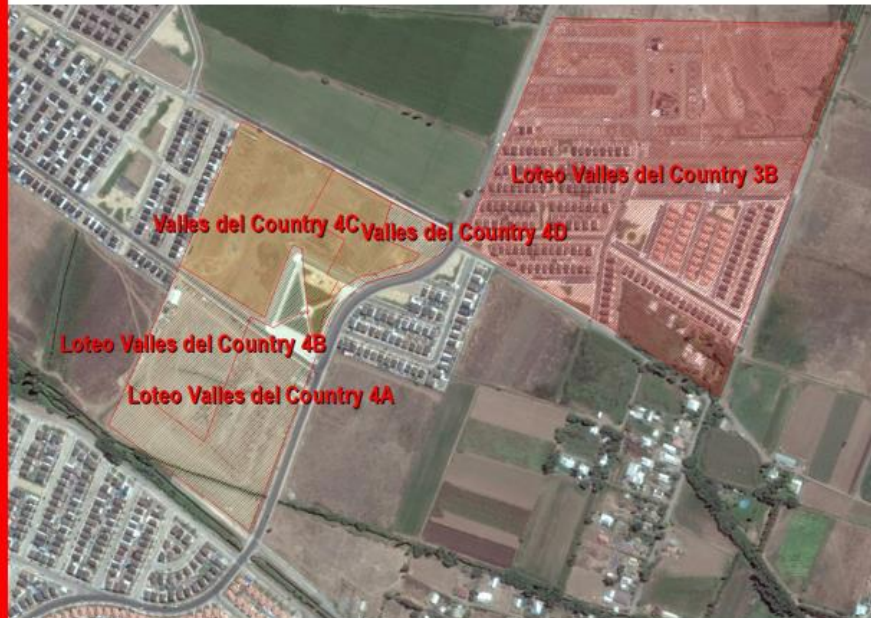 Loteo Valles del Country 3B
Valles del Country 4C
Valles del Country 4D
Loteo Valles del Country 4B
Loteo Valles del Country 4A